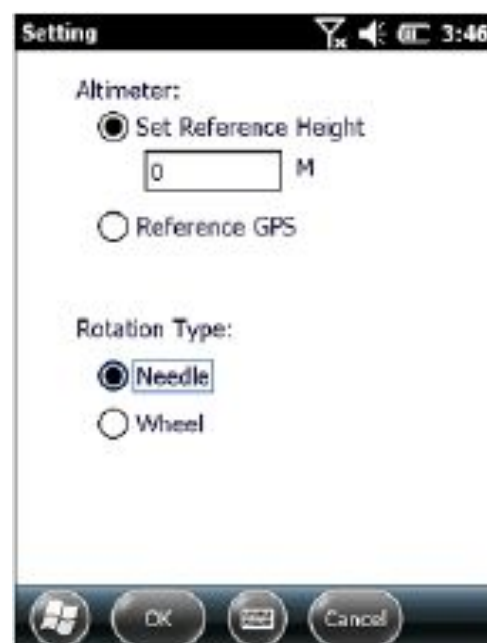 Setting 3:46
Altimeter:
Set Reference Height
0 M
Reference GPS
Rotation Type:
Needle
Wheel
OK Cancel